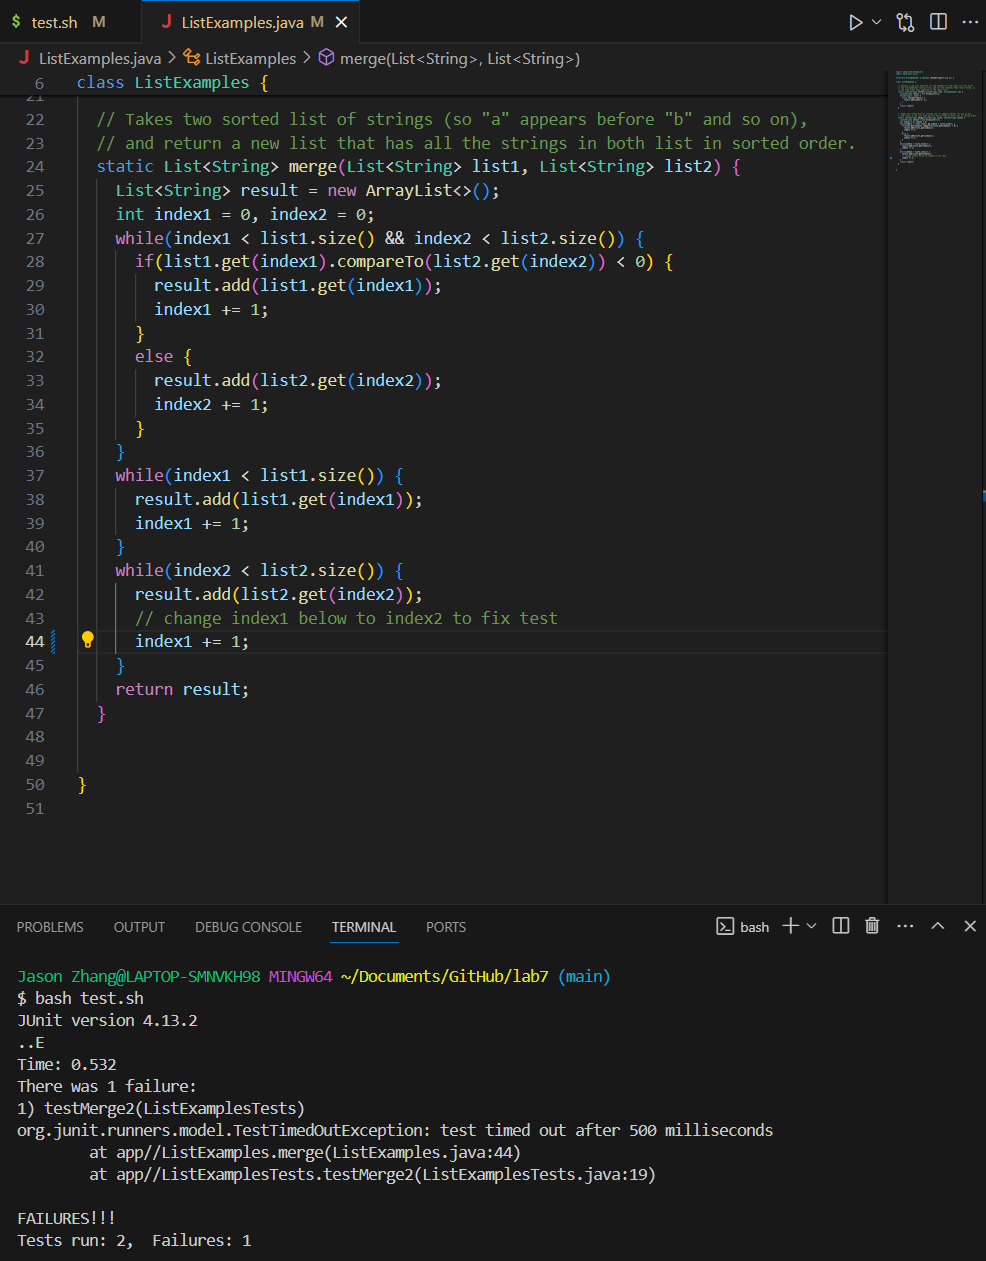 $ test.sh M
J ListExamples.java M
J ListExamples.java > ListExamples > merge(List<String>, List<String>)
6 class ListExamples {
21
22 // Takes two sorted list of strings (so "a" appears before "b" and so on),
23 // and return a new list that has all the strings in both list in sorted order.
24 static List<String> merge(List<String> list1, List<String> list2) {
25 List<String> result = new ArrayList<>();
26 int index1 = 0, index2 = 0;
27 while(index1 < list1.size() && index2 < list2.size()) {
28 if(list1.get(index1).compareTo(list2.get(index2)) < 0) {
29 result.add(list1.get(index1));
30 index1 += 1;
31 }
32 else {
33 result.add(list2.get(index2));
34 index2 += 1;
35 }
36 }
37 while(index1 < list1.size()) {
38 result.add(list1.get(index1));
39 index1 += 1;
40 }
41 while(index2 < list2.size()) {
42 result.add(list2.get(index2));
43 // change index1 below to index2 to fix test
44 index1 += 1;
45 }
46 return result;
47 }
48
49
50 }
51
PROBLEMS OUTPUT DEBUG CONSOLE TERMINAL PORTS bash
Jason Zhang@LAPTOP-SMNVKH98 MINGW64 ~/Documents/GitHub/lab7 (main)
$ bash test.sh
JUnit version 4.13.2
..E
Time: 0.532
There was 1 failure:
1) testMerge2(ListExamplesTests)
org.junit.runners.model.TestTimedOutException: test timed out after 500 milliseconds
at app//ListExamples.merge(ListExamples.java:44)
at app//ListExamplesTests.testMerge2(ListExamplesTests.java:19)
FAILURES!!!
Tests run: 2,  Failures: 1